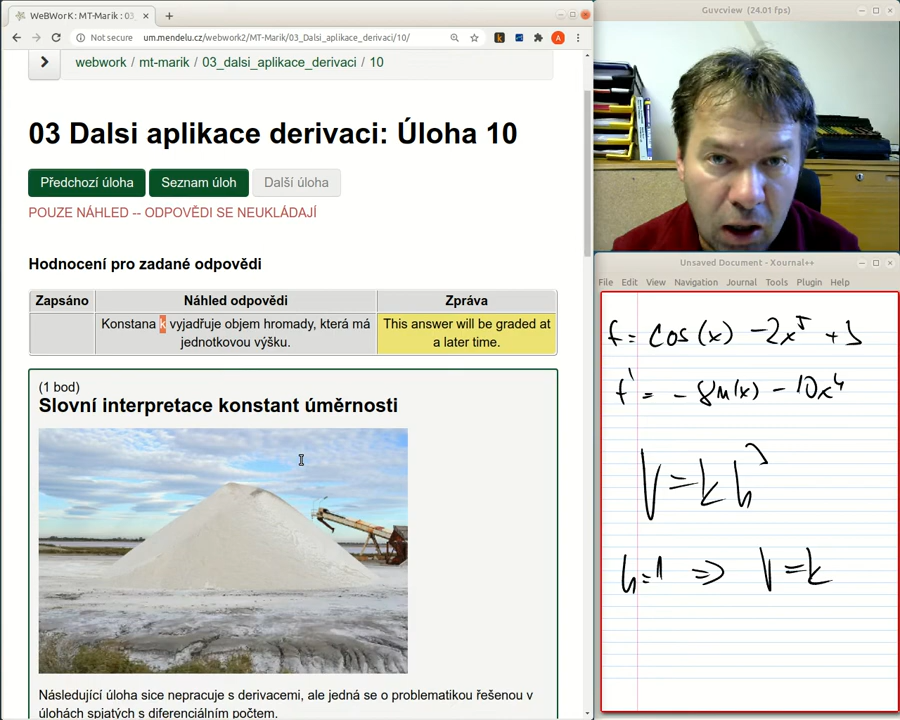 WeBWorK: MT-Marik: 03
Guvcview (24.01 fps)
Not secure
um.mendelu.cz/webwork2/MT-Marik/03_Dalsi_aplikace_derivaci/10/
A
webwork / mt-marik / 03_dalsi_aplikace_derivaci / 10
03 Dalsi aplikace derivaci: Úloha 10
Předchozí úloha
Seznam úloh
Další úloha
POUZE NÁHLED -- ODPOVĚDI SE NEUKLÁDAJÍ
Hodnocení pro zadané odpovědi
Zapsáno Náhled odpovědi Zpráva
Konstana k vyjadřuje objem hromady, která má
jednotkovou výšku.
This answer will be graded at
a later time.
(1 bod)
Slovní interpretace konstant úměrnosti
Následující úloha sice nepracuje s derivacemi, ale jedná se o problematiku řešenou v
úlohách spjatých s diferenciálním počtem.
Unsaved Document - Xournal++
File Edit View Navigation Journal Tools Plugin Help
f = cos(x) - 2x⁵ + 3
f' = - sin(x) - 10x⁴
V = k h³
h=1 ⇒ V=k